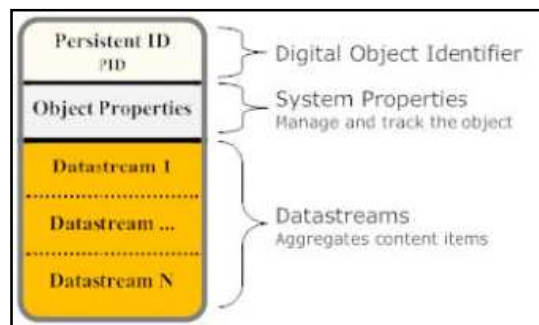 Persistent ID
PID
Digital Object Identifier
Object Properties
System Properties
Manage and track the object
Datastream 1
Datastream ...
Datastream N
Datastreams
Aggregates content items